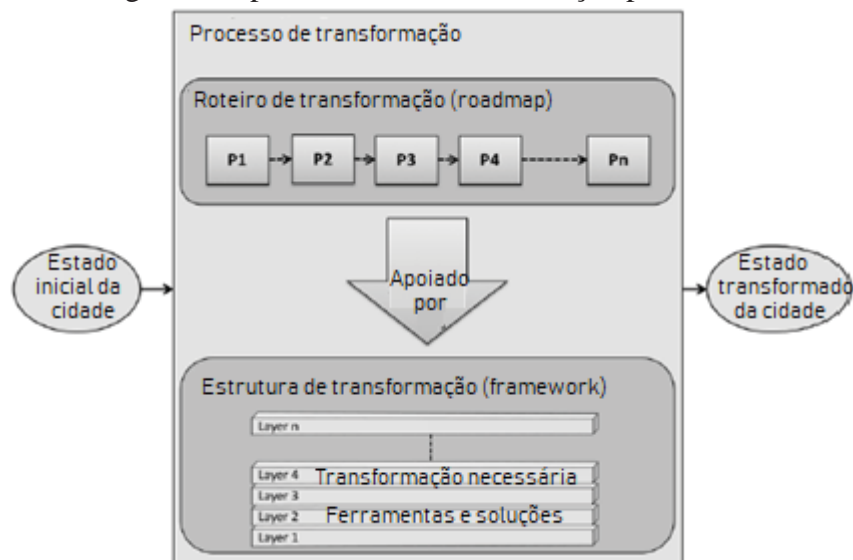 Processo de transformação
Roteiro de transformação (roadmap)
P1 P2 P3 P4 Pn
Estado
inicial da
cidade
Apoiado
por
Estado
transformado
da cidade
Estrutura de transformação (framework)
Layer n
Layer 4 Transformação necessária
Layer 3
Layer 2 Ferramentas e soluções
Layer 1